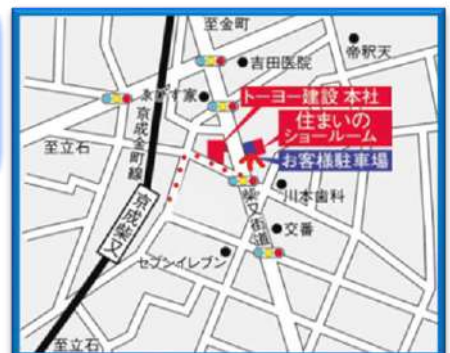 至金町
帝釈天
吉田医院
ゑびす家
トーヨー建設 本社
住まいの
ショールーム
お客様駐車場
至立石
京成金町線
京成柴又
川本歯科
柴又街道
交番
セブンイレブン
至立石